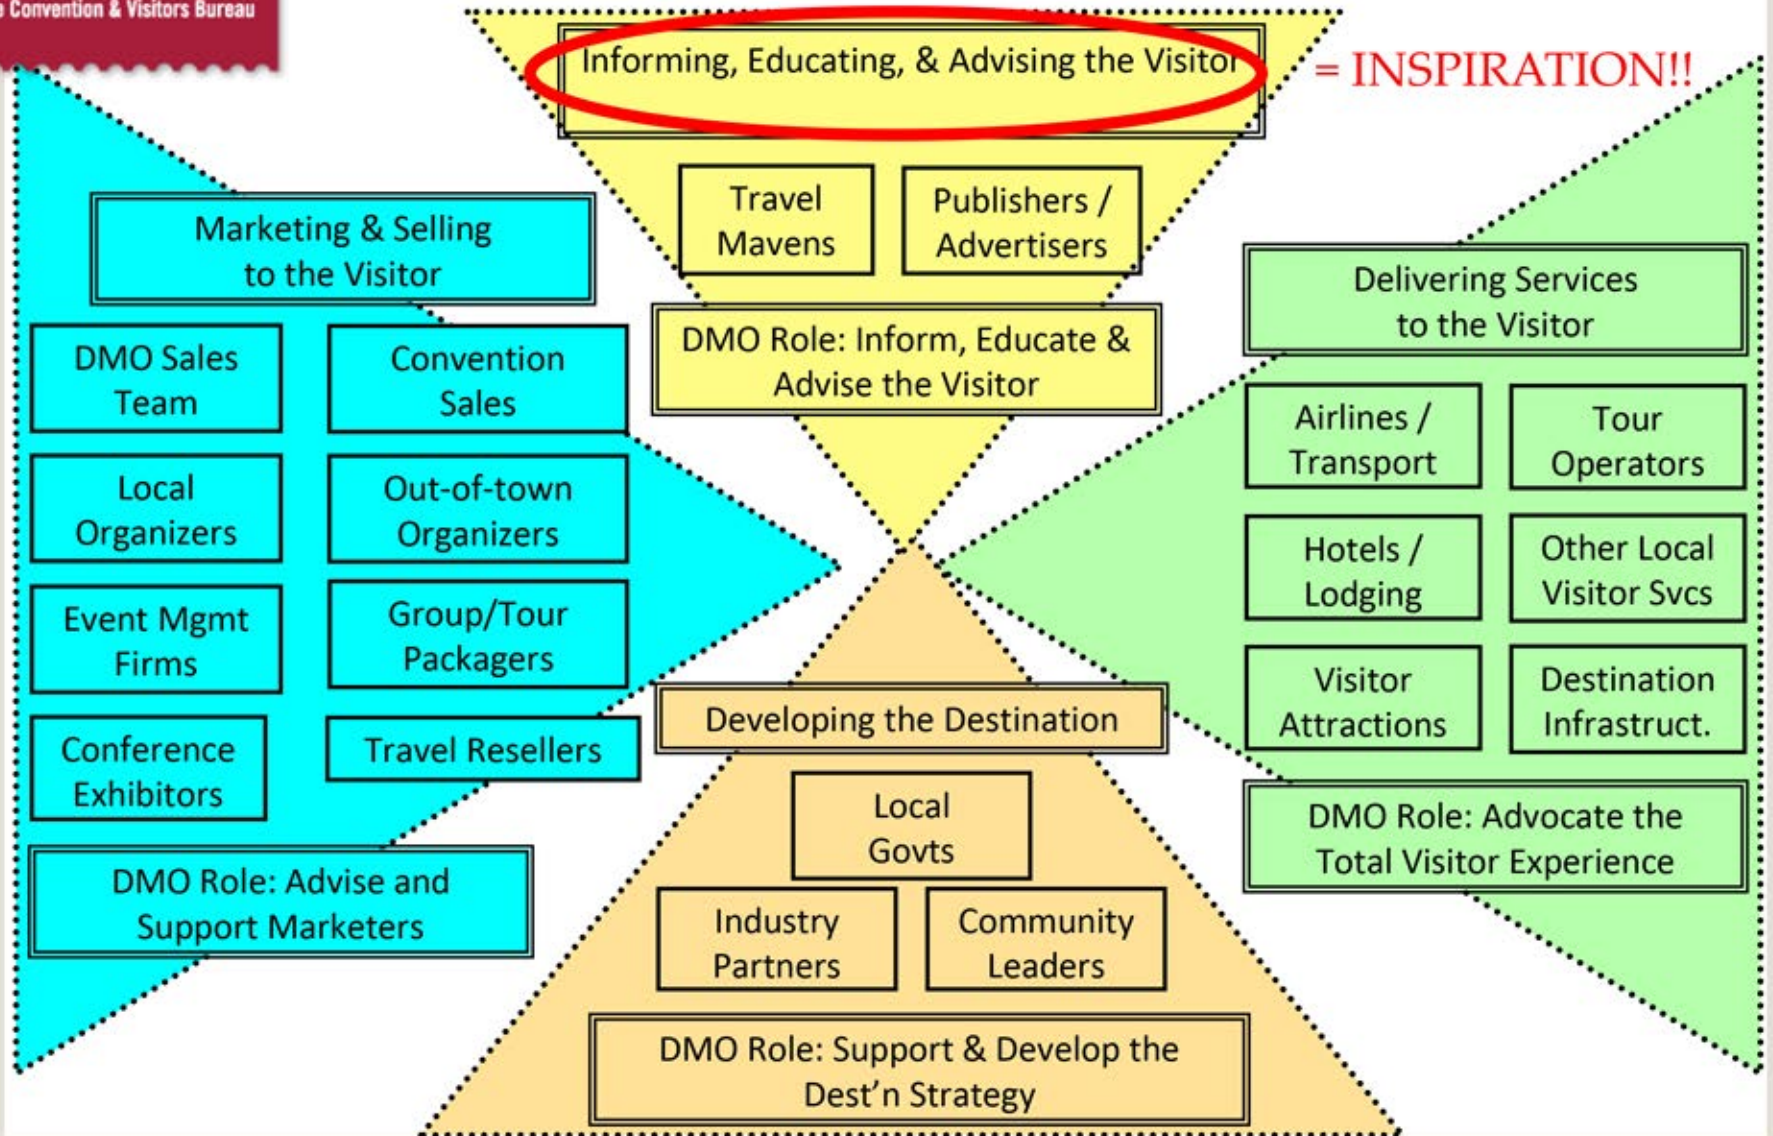 Convention & Visitors Bureau
Informing, Educating, & Advising the Visitor
= INSPIRATION!!
Travel
Mavens
Publishers /
Advertisers
DMO Role: Inform, Educate &
Advise the Visitor
Marketing & Selling
to the Visitor
DMO Sales
Team
Convention
Sales
Local
Organizers
Out-of-town
Organizers
Event Mgmt
Firms
Group/Tour
Packagers
Conference
Exhibitors
Travel Resellers
DMO Role: Advise and
Support Marketers
Delivering Services
to the Visitor
Airlines /
Transport
Tour
Operators
Hotels /
Lodging
Other Local
Visitor Svcs
Visitor
Attractions
Destination
Infrastruct.
DMO Role: Advocate the
Total Visitor Experience
Developing the Destination
Local
Govts
Industry
Partners
Community
Leaders
DMO Role: Support & Develop the
Dest’n Strategy